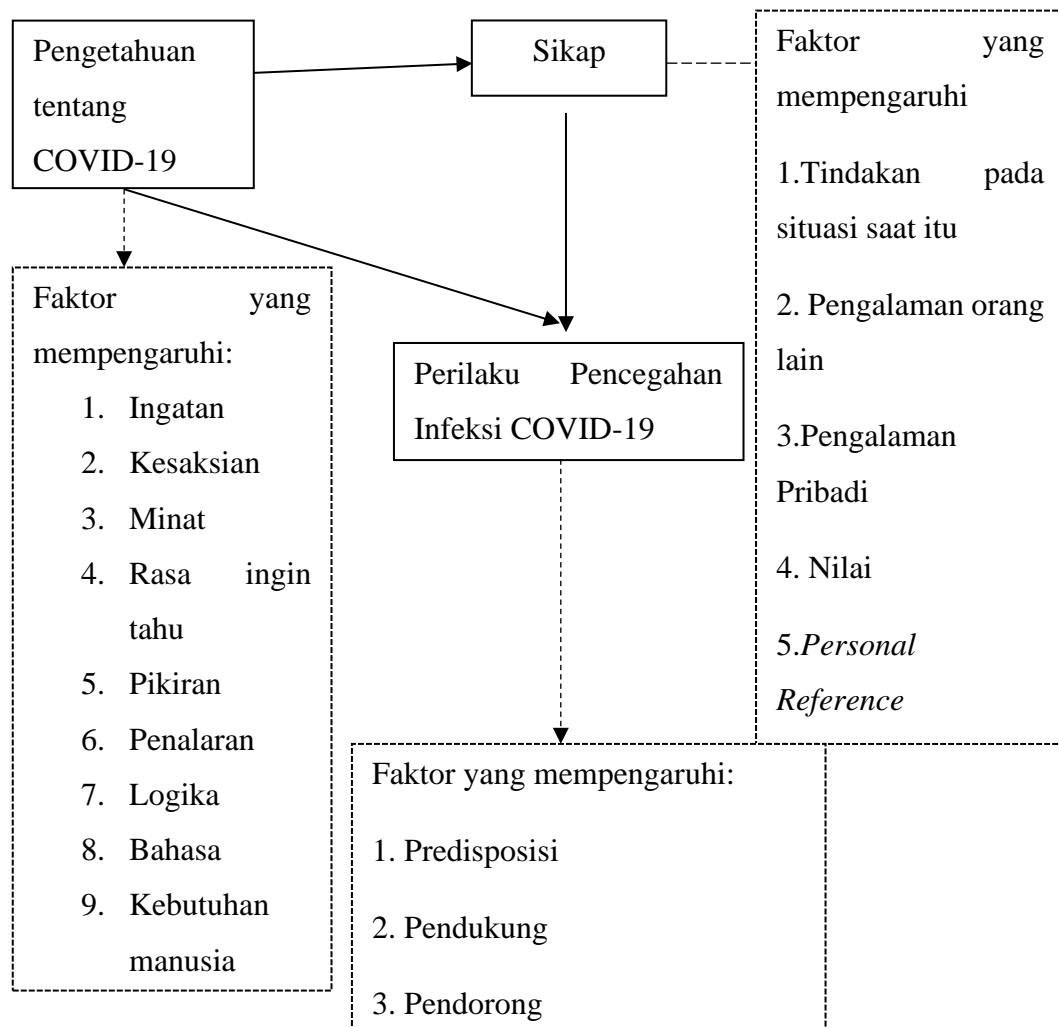 Pengetahuan
tentang
COVID-19
Sikap
Faktor yang
mempengaruhi
1.Tindakan pada
situasi saat itu
2. Pengalaman orang
lain
3.Pengalaman
Pribadi
4. Nilai
5.Personal
Reference
Faktor yang
mempengaruhi:
1. Ingatan
2. Kesaksian
3. Minat
4. Rasa ingin
tahu
5. Pikiran
6. Penalaran
7. Logika
8. Bahasa
9. Kebutuhan
manusia
Perilaku Pencegahan
Infeksi COVID-19
Faktor yang mempengaruhi:
1. Predisposisi
2. Pendukung
3. Pendorong